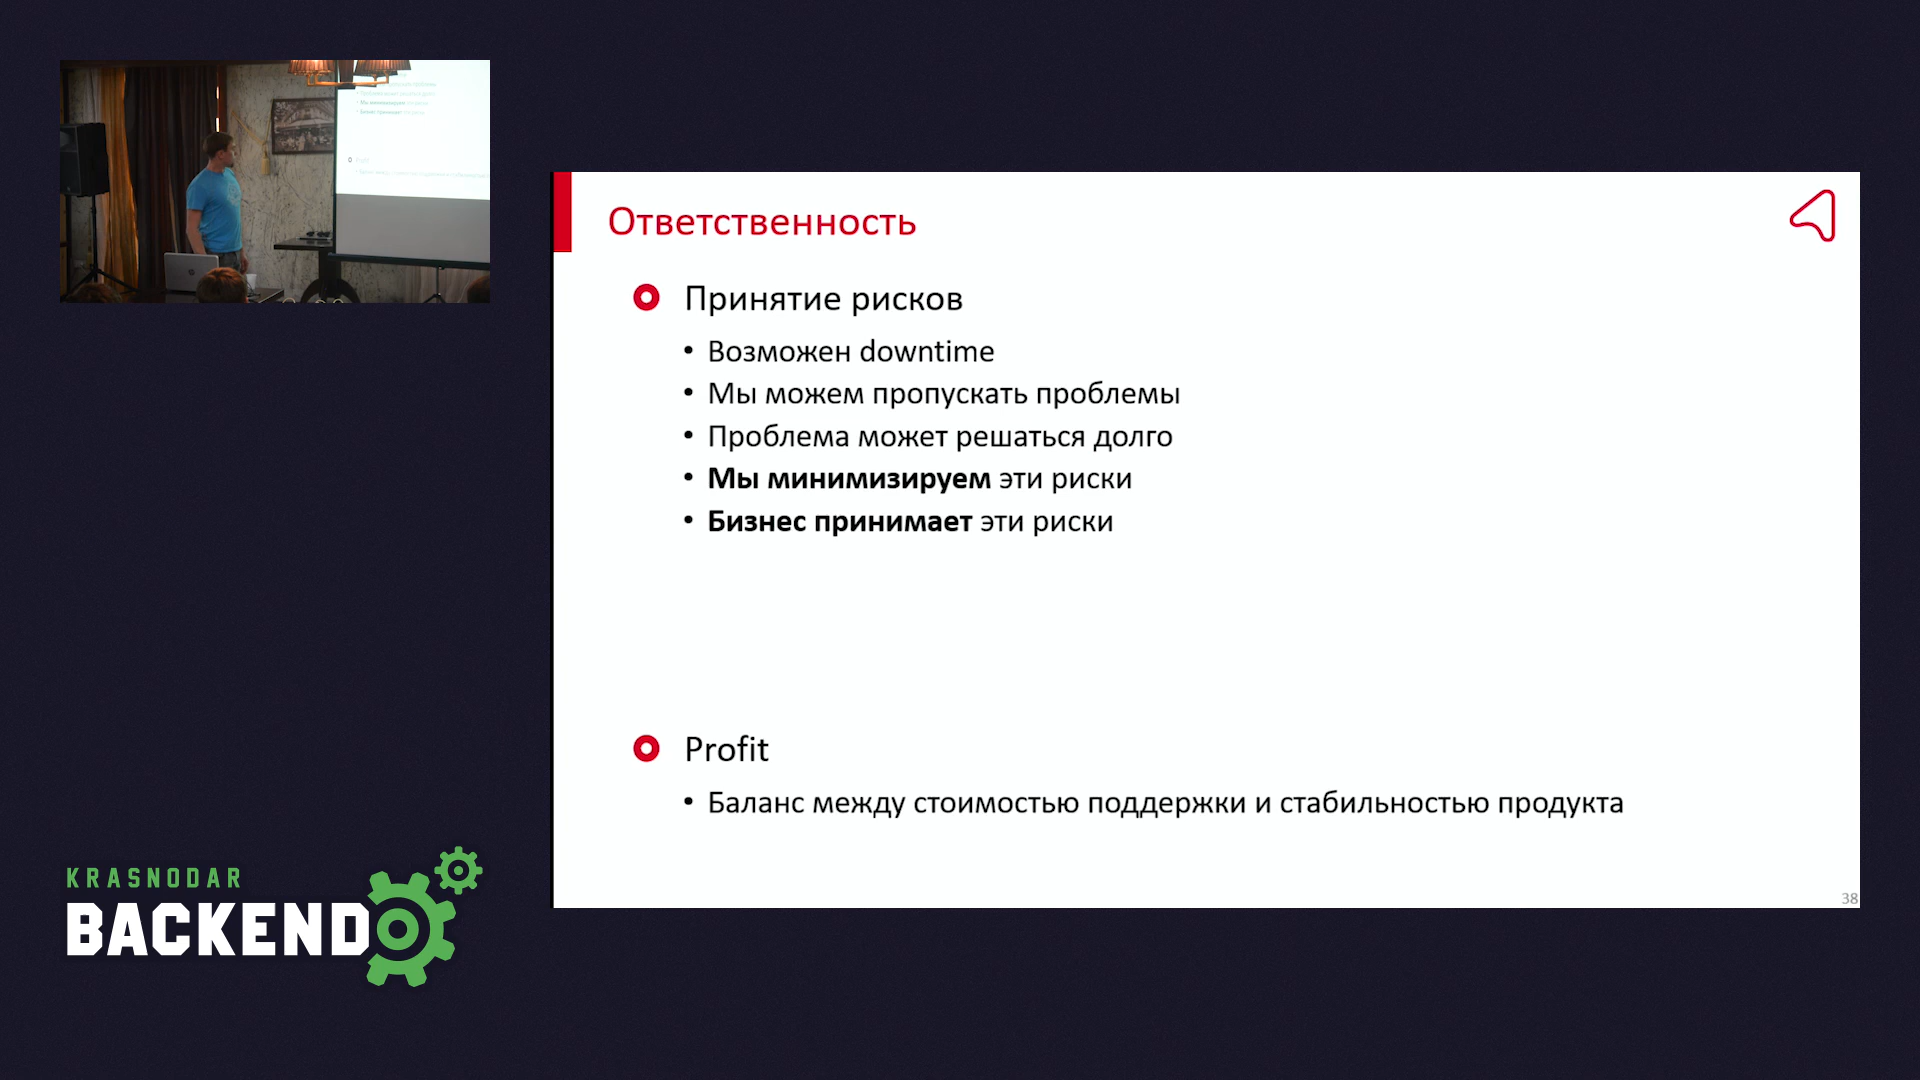 Ответственность
Принятие рисков
• Возможен downtime
• Мы можем пропускать проблемы
• Проблема может решаться долго
• Мы минимизируем эти риски
• Бизнес принимает эти риски
Profit
• Баланс между стоимостью поддержки и стабильностью продукта
38
KRASNODAR
BACKEND